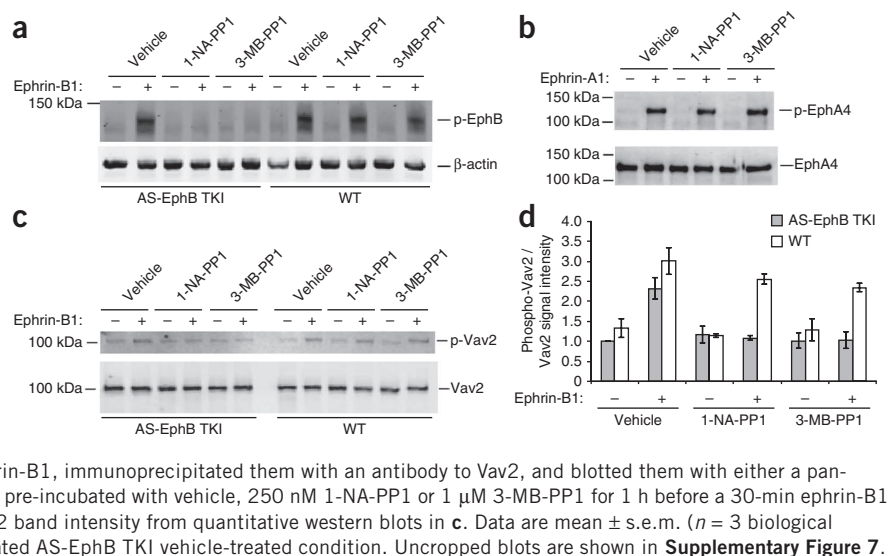 a
Vehicle 1-NA-PP1 3-MB-PP1 Vehicle 1-NA-PP1 3-MB-PP1
Ephrin-B1: – + – + – + – + – + – +
150 kDa
p-EphB
β-actin
AS-EphB TKI WT
b
Vehicle 1-NA-PP1 3-MB-PP1
Ephrin-A1: – + – + – +
150 kDa
100 kDa
p-EphA4
150 kDa
100 kDa
EphA4
c
Vehicle 1-NA-PP1 3-MB-PP1 Vehicle 1-NA-PP1 3-MB-PP1
Ephrin-B1: – + – + – + – + – + – +
100 kDa
p-Vav2
100 kDa
Vav2
AS-EphB TKI WT
d
Phospho-Vav2 /
Vav2 signal intensity
4.0
3.5
3.0
2.5
2.0
1.5
1.0
0.5
0
AS-EphB TKI
WT
Ephrin-B1: – + – + – +
Vehicle 1-NA-PP1 3-MB-PP1
rin-B1, immunoprecipitated them with an antibody to Vav2, and blotted them with either a pan-
pre-incubated with vehicle, 250 nM 1-NA-PP1 or 1 μM 3-MB-PP1 for 1 h before a 30-min ephrin-B1
2 band intensity from quantitative western blots in c. Data are mean ± s.e.m. (n = 3 biological
ated AS-EphB TKI vehicle-treated condition. Uncropped blots are shown in Supplementary Figure 7.